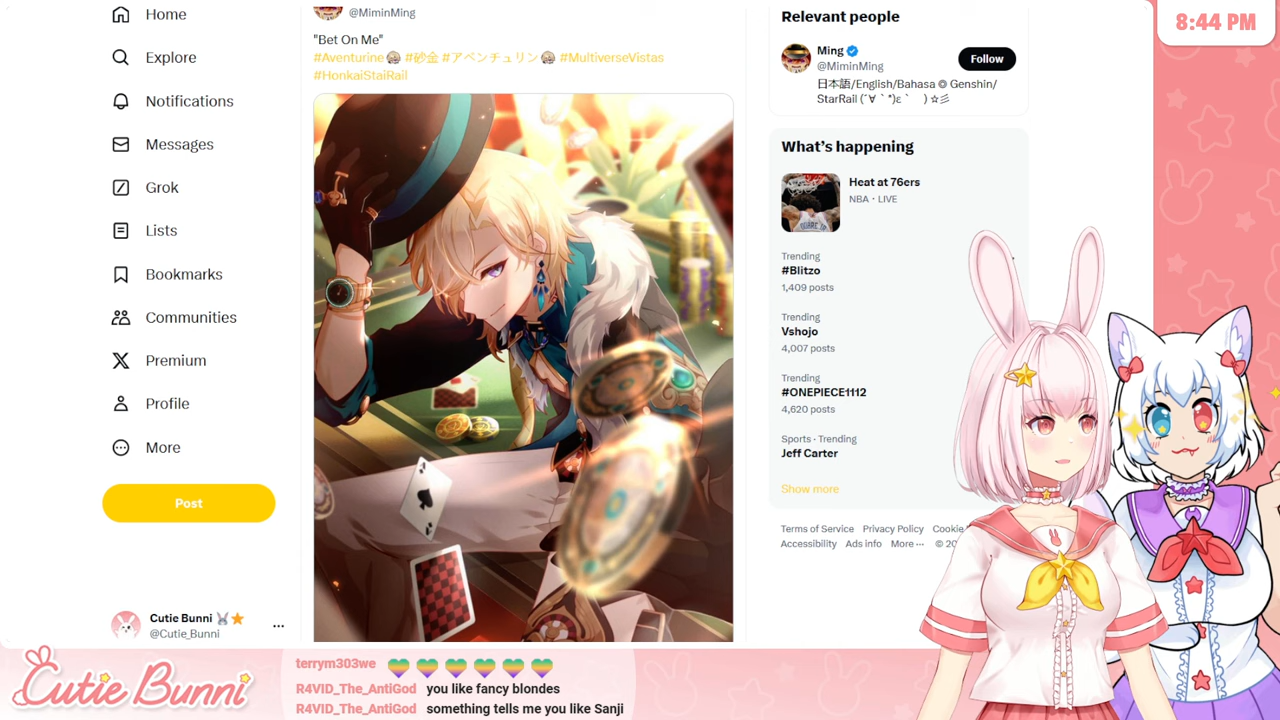 8:44 PM
Home
Explore
Notifications
Messages
Grok
Lists
Bookmarks
Communities
Premium
Profile
More
Post
Cutie Bunni 🐰⭐
@Cutie_Bunni
...
@MiminMing
"Bet On Me"
#Aventurine #砂金 #アベンチュリン #MultiverseVistas
#HonkaiStaiRail
Relevant people
Ming
@MiminMing
Follow
日本語/English/Bahasa ◎ Genshin/
What's happening
Heat at 76ers
NBA · LIVE
Trending
#Blitzo
1,409 posts
Trending
Vshojo
4,007 posts
Trending
#ONEPIECE1112
4,620 posts
Sports · Trending
Jeff Carter
Show more
Terms of Service Privacy Policy Cookie
Accessibility Ads info More ··· © 20
Cutie Bunni
terrym303we
R4VID_The_AntiGod you like fancy blondes
R4VID_The_AntiGod something tells me you like Sanji